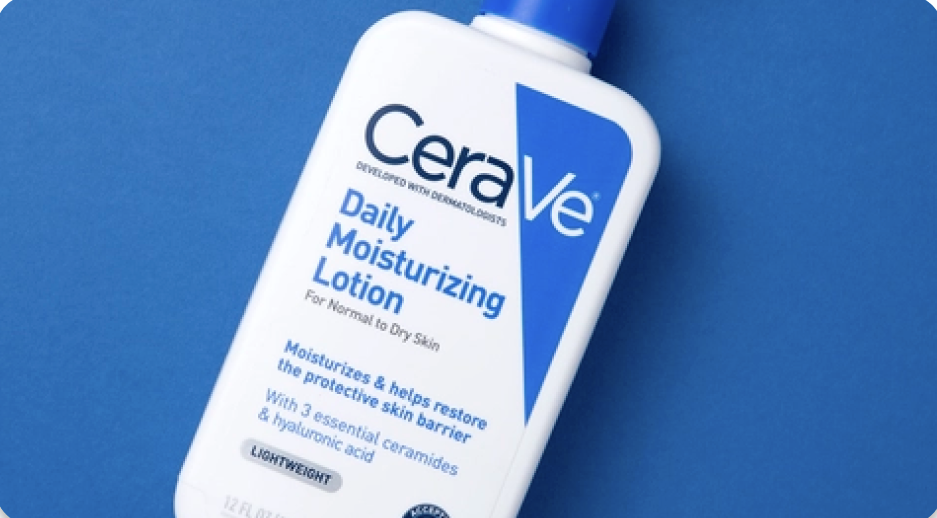 CeraVe®
DEVELOPED WITH DERMATOLOGISTS
Daily
Moisturizing
Lotion
For Normal to Dry Skin
Moisturizes & helps restore
the protective skin barrier
With 3 essential ceramides
& hyaluronic acid
LIGHTWEIGHT
12 FL OZ